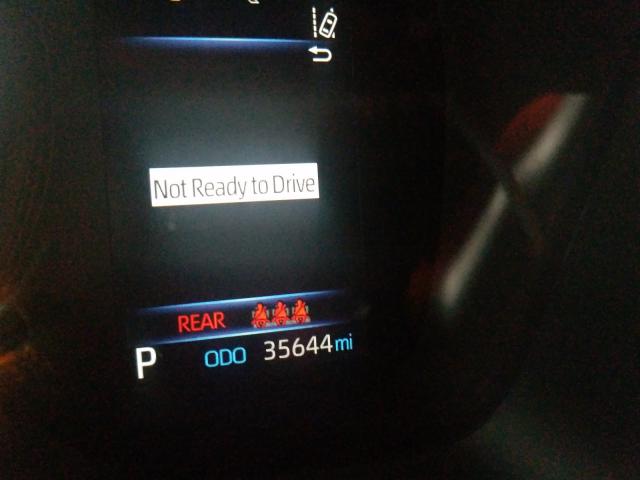 Not Ready to Drive
REAR
P ODO 35644 mi